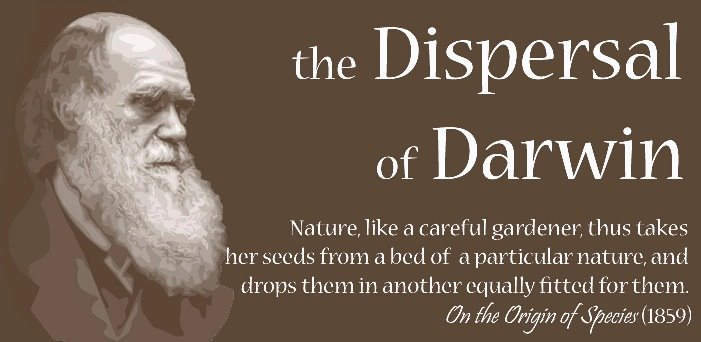 the Dispersal
of Darwin
Nature, like a careful gardener, thus takes
her seeds from a bed of a particular nature, and
drops them in another equally fitted for them.
On the Origin of Species (1859)